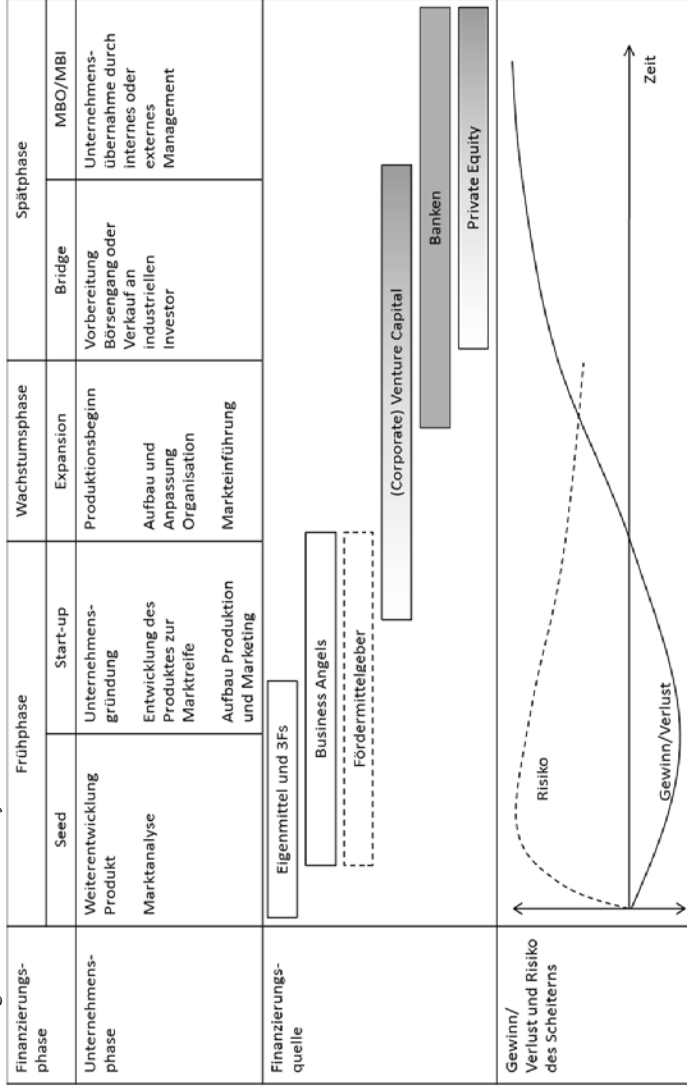 Finanzierungs-
phase
Frühphase
Wachstumsphase
Spätphase
Seed
Start-up
Expansion
Bridge
MBO/MBI
Unternehmens-
phase
Weiterentwicklung
Produkt
Marktanalyse
Unternehmens-
gründung
Entwicklung des
Produktes zur
Marktreife
Aufbau Produktion
und Marketing
Produktionsbeginn
Aufbau und
Anpassung
Organisation
Markteinführung
Vorbereitung
Börsengang oder
Verkauf an
industriellen
Investor
Unternehmens-
übernahme durch
internes oder
externes
Management
Finanzierungs-
quelle
Eigenmittel und 3Fs
Business Angels
Fördermittelgeber
(Corporate) Venture Capital
Banken
Private Equity
Gewinn/
Verlust und Risiko
des Scheiterns
Risiko
Gewinn/Verlust
Zeit